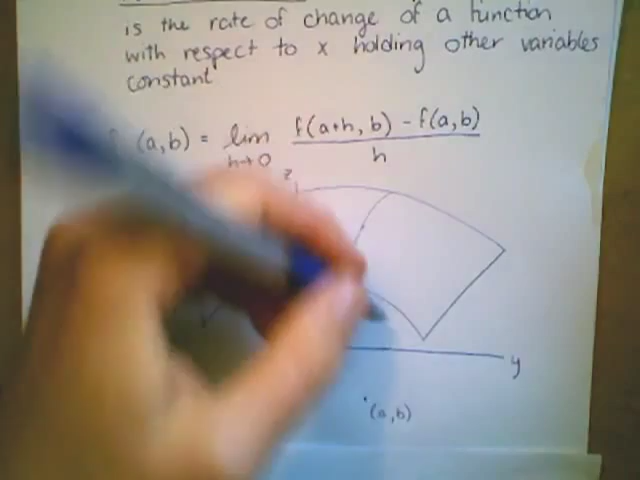 is the rate of change of a function
with respect to x holding other variables
constant
(a,b) = lim h→0 f(a+h, b) - f(a,b) / h
z
y
(a,b)